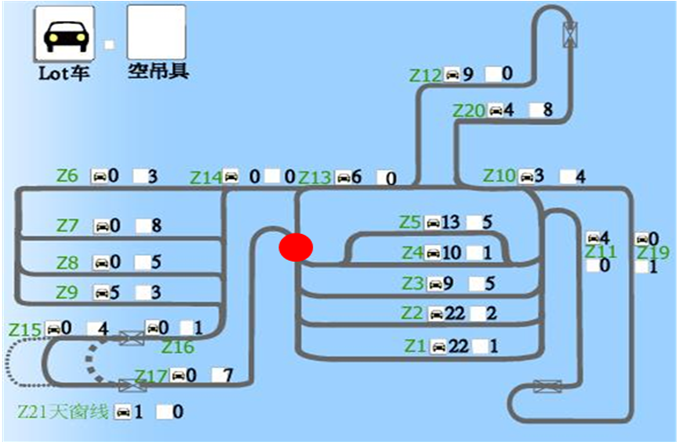 Lot车
空吊具
Z12 9 0
Z20 4 8
Z6 0 3
Z14 0 0
Z13 6 0
Z10 3 4
Z7 0 8
Z5 13 5
Z4 10 1
4
Z11
0
0
Z19
1
Z8 0 5
Z9 5 3
Z3 9 5
Z2 22 2
Z15 0 4
0 1
Z16
Z1 22 1
Z17 0 7
Z21天窗线 1 0